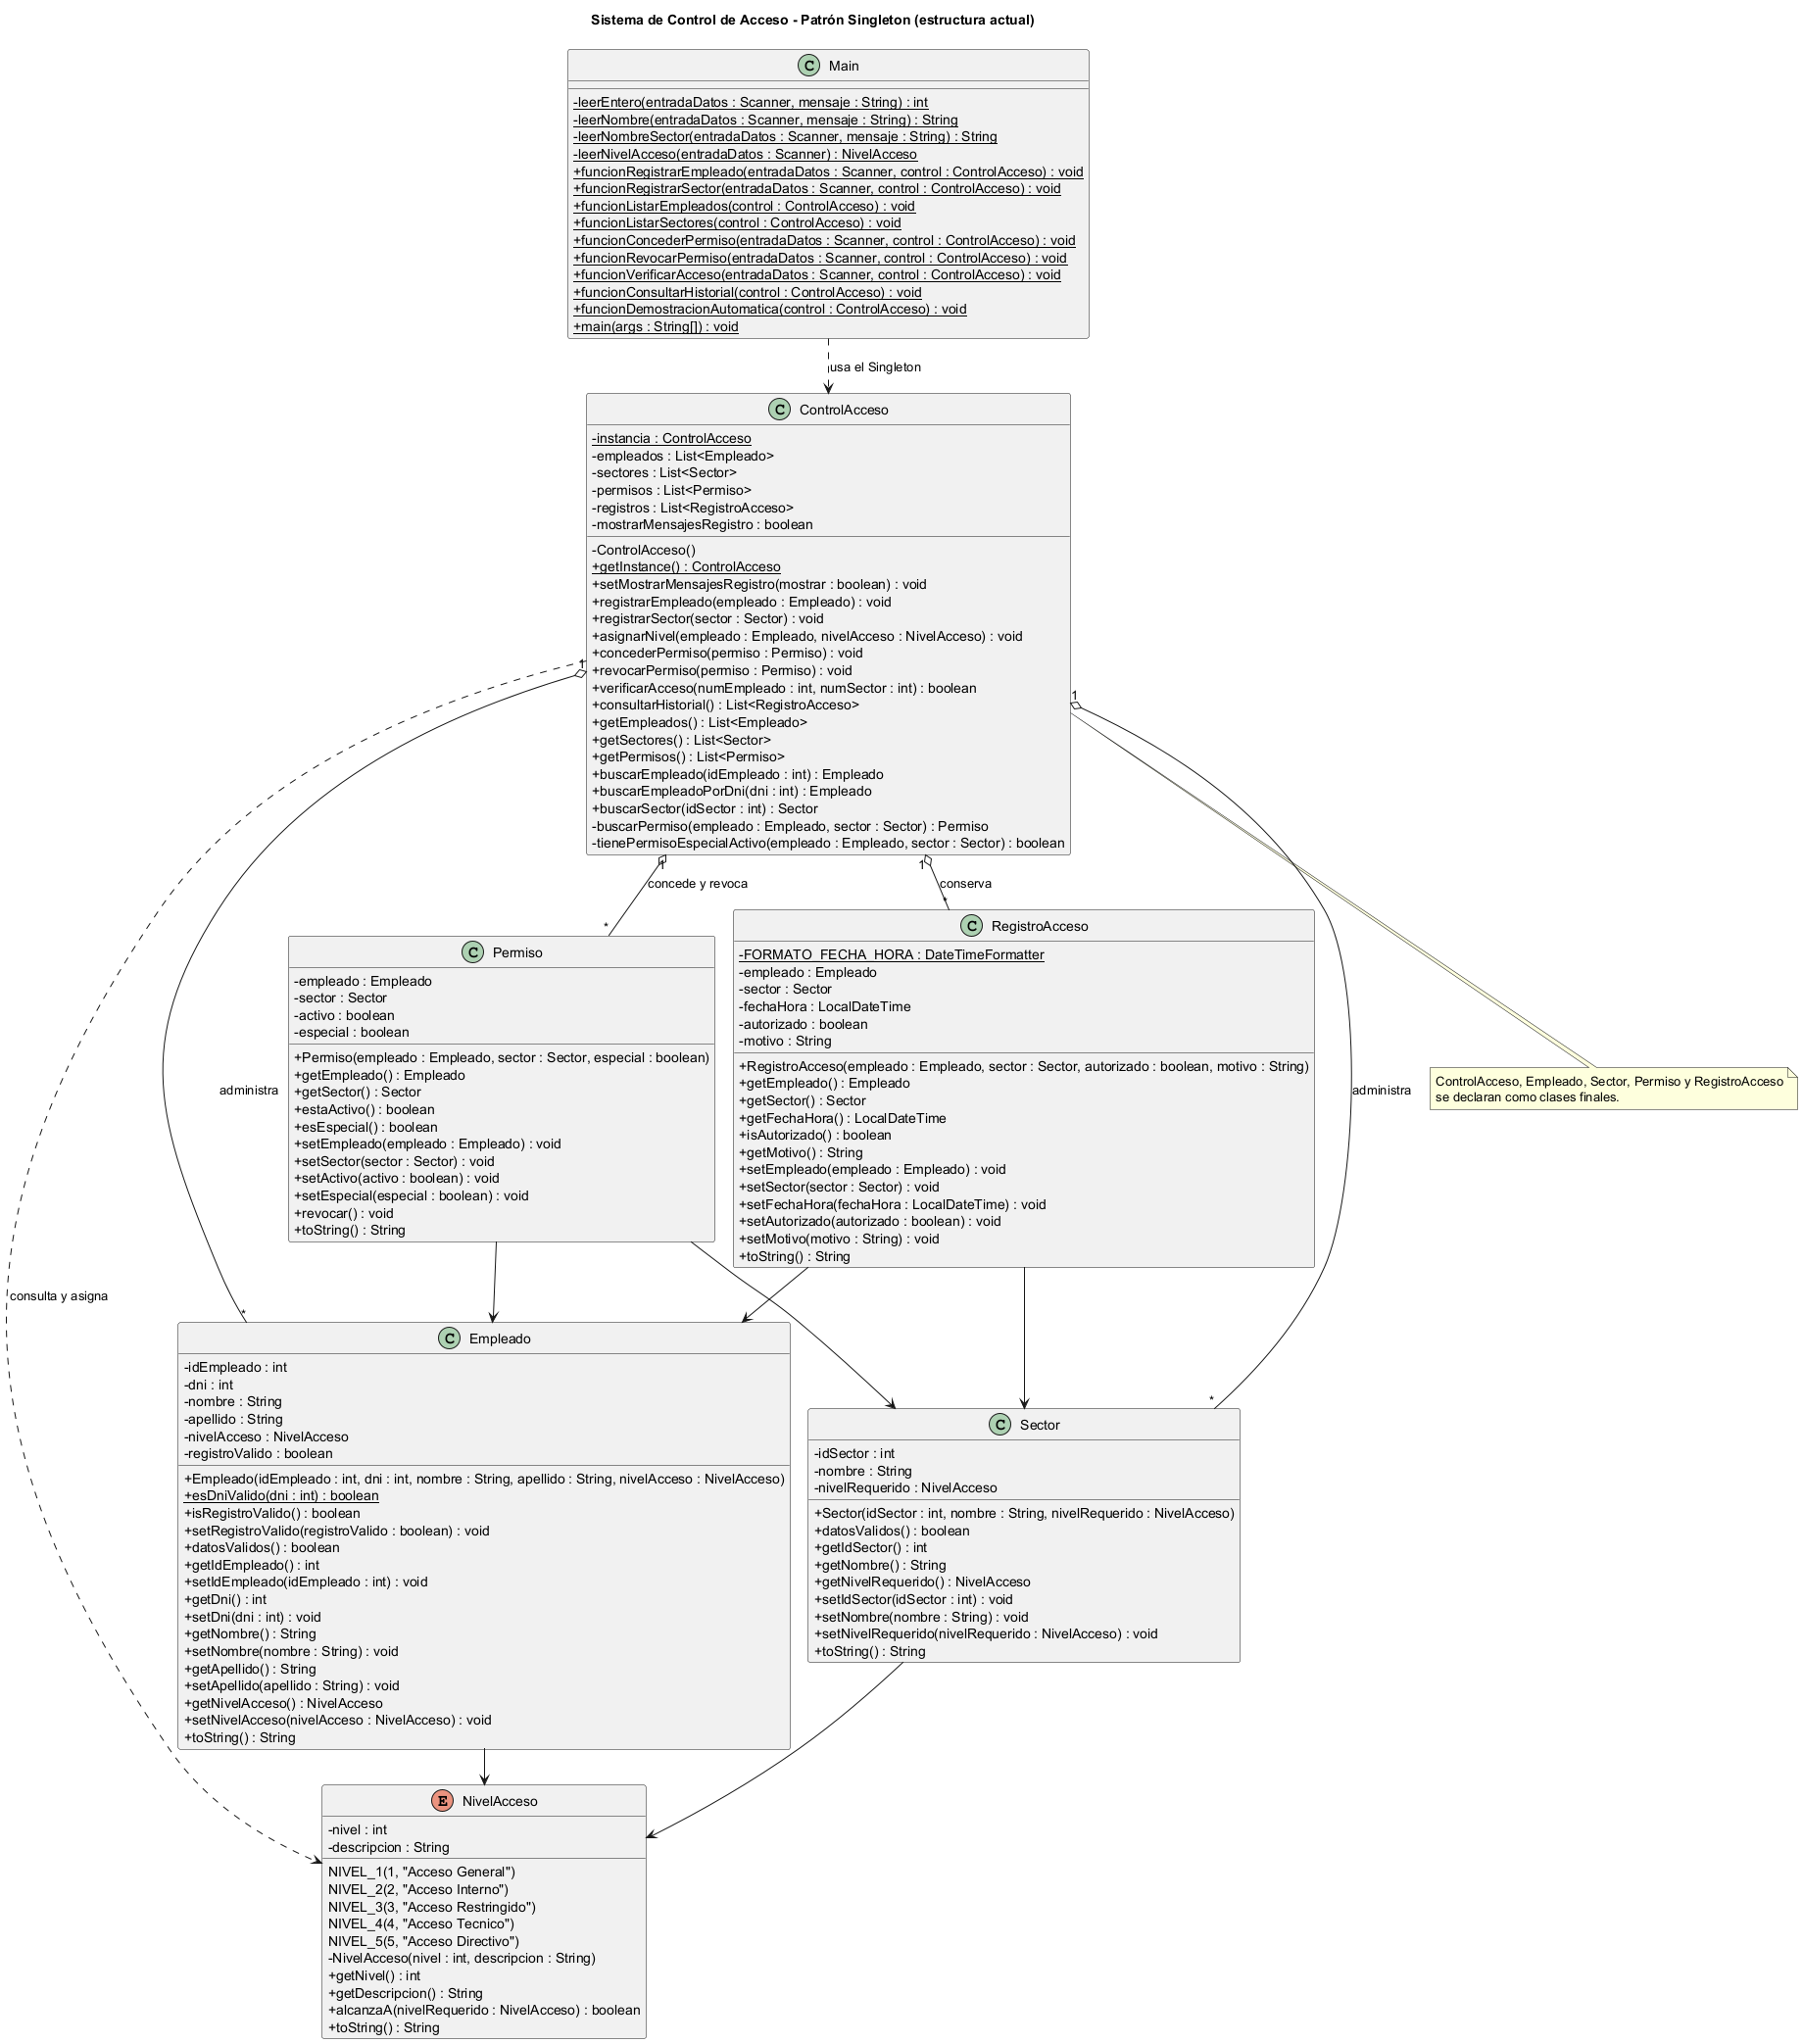 Sistema de Control de Acceso - Patrón Singleton (estructura actual)
C Main
-leerEntero(entradaDatos : Scanner, mensaje : String) : int
-leerNombre(entradaDatos : Scanner, mensaje : String) : String
-leerNombreSector(entradaDatos : Scanner, mensaje : String) : String
-leerNivelAcceso(entradaDatos : Scanner) : NivelAcceso
+funcionRegistrarEmpleado(entradaDatos : Scanner, control : ControlAcceso) : void
+funcionRegistrarSector(entradaDatos : Scanner, control : ControlAcceso) : void
+funcionListarEmpleados(control : ControlAcceso) : void
+funcionListarSectores(control : ControlAcceso) : void
+funcionConcederPermiso(entradaDatos : Scanner, control : ControlAcceso) : void
+funcionRevocarPermiso(entradaDatos : Scanner, control : ControlAcceso) : void
+funcionVerificarAcceso(entradaDatos : Scanner, control : ControlAcceso) : void
+funcionConsultarHistorial(control : ControlAcceso) : void
+funcionDemostracionAutomatica(control : ControlAcceso) : void
+main(args : String[]) : void
usa el Singleton
C ControlAcceso
-instancia : ControlAcceso
-empleados : List<Empleado>
-sectores : List<Sector>
-permisos : List<Permiso>
-registros : List<RegistroAcceso>
-mostrarMensajesRegistro : boolean
-ControlAcceso()
+getInstance() : ControlAcceso
+setMostrarMensajesRegistro(mostrar : boolean) : void
+registrarEmpleado(empleado : Empleado) : void
+registrarSector(sector : Sector) : void
+asignarNivel(empleado : Empleado, nivelAcceso : NivelAcceso) : void
+concederPermiso(permiso : Permiso) : void
+revocarPermiso(permiso : Permiso) : void
+verificarAcceso(numEmpleado : int, numSector : int) : boolean
+consultarHistorial() : List<RegistroAcceso>
+getEmpleados() : List<Empleado>
+getSectores() : List<Sector>
+getPermisos() : List<Permiso>
+buscarEmpleado(idEmpleado : int) : Empleado
+buscarEmpleadoPorDni(dni : int) : Empleado
+buscarSector(idSector : int) : Sector
-buscarPermiso(empleado : Empleado, sector : Sector) : Permiso
-tienePermisoEspecialActivo(empleado : Empleado, sector : Sector) : boolean
1
1
1
1
concede y revoca
conserva
*
*
C Permiso
-empleado : Empleado
-sector : Sector
-activo : boolean
-especial : boolean
+Permiso(empleado : Empleado, sector : Sector, especial : boolean)
+getEmpleado() : Empleado
+getSector() : Sector
+estaActivo() : boolean
+esEspecial() : boolean
+setEmpleado(empleado : Empleado) : void
+setSector(sector : Sector) : void
+setActivo(activo : boolean) : void
+setEspecial(especial : boolean) : void
+revocar() : void
+toString() : String
C RegistroAcceso
-FORMATO_FECHA_HORA : DateTimeFormatter
-empleado : Empleado
-sector : Sector
-fechaHora : LocalDateTime
-autorizado : boolean
-motivo : String
+RegistroAcceso(empleado : Empleado, sector : Sector, autorizado : boolean, motivo : String)
+getEmpleado() : Empleado
+getSector() : Sector
+getFechaHora() : LocalDateTime
+isAutorizado() : boolean
+getMotivo() : String
+setEmpleado(empleado : Empleado) : void
+setSector(sector : Sector) : void
+setFechaHora(fechaHora : LocalDateTime) : void
+setAutorizado(autorizado : boolean) : void
+setMotivo(motivo : String) : void
+toString() : String
administra
administra
ControlAcceso, Empleado, Sector, Permiso y RegistroAcceso
se declaran como clases finales.
consulta y asigna
*
*
C Empleado
-idEmpleado : int
-dni : int
-nombre : String
-apellido : String
-nivelAcceso : NivelAcceso
-registroValido : boolean
+Empleado(idEmpleado : int, dni : int, nombre : String, apellido : String, nivelAcceso : NivelAcceso)
+esDniValido(dni : int) : boolean
+isRegistroValido() : boolean
+setRegistroValido(registroValido : boolean) : void
+datosValidos() : boolean
+getIdEmpleado() : int
+setIdEmpleado(idEmpleado : int) : void
+getDni() : int
+setDni(dni : int) : void
+getNombre() : String
+setNombre(nombre : String) : void
+getApellido() : String
+setApellido(apellido : String) : void
+getNivelAcceso() : NivelAcceso
+setNivelAcceso(nivelAcceso : NivelAcceso) : void
+toString() : String
C Sector
-idSector : int
-nombre : String
-nivelRequerido : NivelAcceso
+Sector(idSector : int, nombre : String, nivelRequerido : NivelAcceso)
+datosValidos() : boolean
+getIdSector() : int
+getNombre() : String
+getNivelRequerido() : NivelAcceso
+setIdSector(idSector : int) : void
+setNombre(nombre : String) : void
+setNivelRequerido(nivelRequerido : NivelAcceso) : void
+toString() : String
E NivelAcceso
-nivel : int
-descripcion : String
NIVEL_1(1, "Acceso General")
NIVEL_2(2, "Acceso Interno")
NIVEL_3(3, "Acceso Restringido")
NIVEL_4(4, "Acceso Tecnico")
NIVEL_5(5, "Acceso Directivo")
-NivelAcceso(nivel : int, descripcion : String)
+getNivel() : int
+getDescripcion() : String
+alcanzaA(nivelRequerido : NivelAcceso) : boolean
+toString() : String